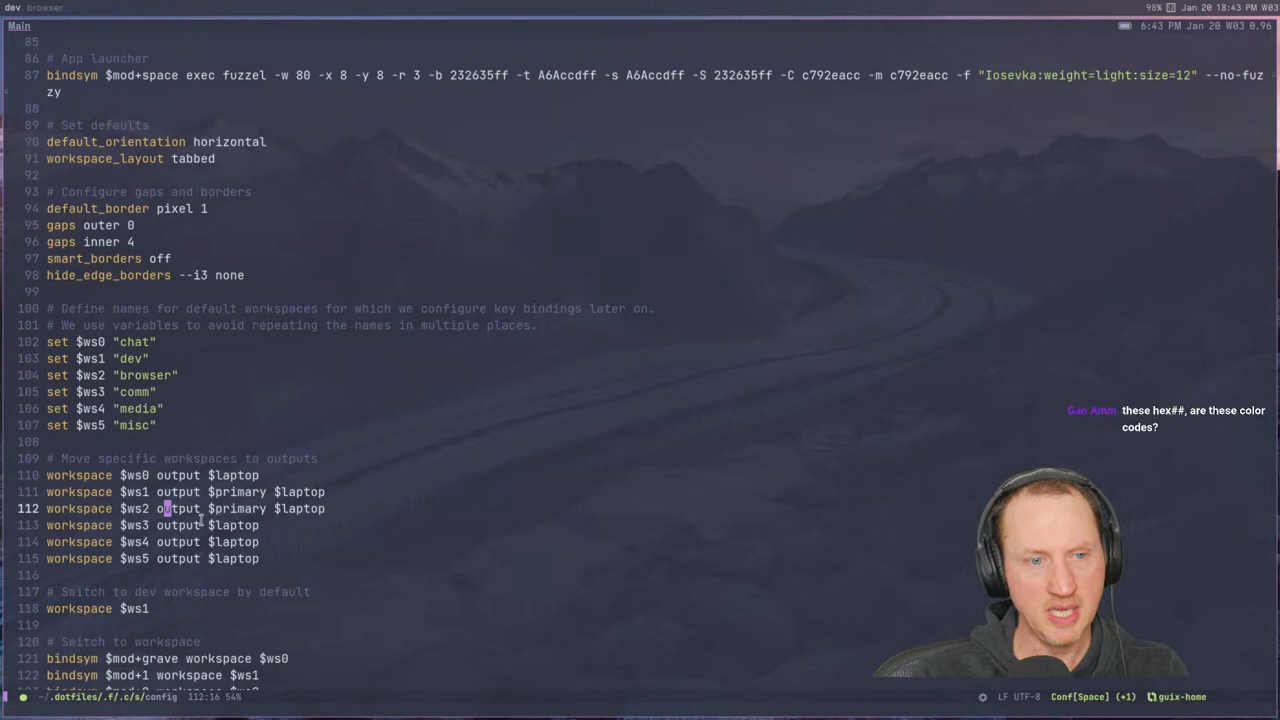 dev browser
98% Jan 20 18:43 PM W03
Main
6:43 PM Jan 20 W03 0.96
85
86 # App launcher
87 bindsym $mod+space exec fuzzel -w 80 -x 8 -y 8 -r 3 -b 232635ff -t A6Accdff -s A6Accdff -S 232635ff -C c792eacc -m c792eacc -f "Iosevka:weight=light:size=12" --no-fuz
zy
88
89 # Set defaults
90 default_orientation horizontal
91 workspace_layout tabbed
92
93 # Configure gaps and borders
94 default_border pixel 1
95 gaps outer 0
96 gaps inner 4
97 smart_borders off
98 hide_edge_borders --i3 none
99
100 # Define names for default workspaces for which we configure key bindings later on.
101 # We use variables to avoid repeating the names in multiple places.
102 set $ws0 "chat"
103 set $ws1 "dev"
104 set $ws2 "browser"
105 set $ws3 "comm"
106 set $ws4 "media"
107 set $ws5 "misc"
108
109 # Move specific workspaces to outputs
110 workspace $ws0 output $laptop
111 workspace $ws1 output $primary $laptop
112 workspace $ws2 output $primary $laptop
113 workspace $ws3 output $laptop
114 workspace $ws4 output $laptop
115 workspace $ws5 output $laptop
116
117 # Switch to dev workspace by default
118 workspace $ws1
119
120 # Switch to workspace
121 bindsym $mod+grave workspace $ws0
122 bindsym $mod+1 workspace $ws1
Gan Amin these hex##, are these color
codes?
~/.dotfiles/.f/.c/s/config 112:16 54%
LF UTF-8 Conf[Space] (+1) guix-home